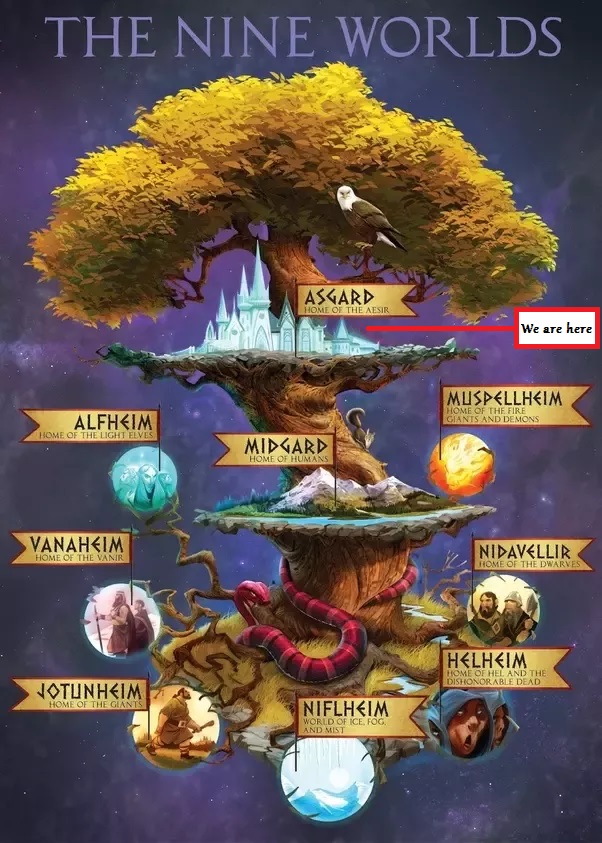 THE NINE WORLDS
ASGARD
HOME OF THE AESIR
We are here
MUSPELLHEIM
HOME OF THE FIRE
GIANTS AND DEMONS
ALFHEIM
HOME OF THE LIGHT ELVES
MIDGARD
HOME OF HUMANS
VANAHEIM
HOME OF THE VANIR
NIDAVELLIR
HOME OF THE DWARVES
HELHEIM
HOME OF HEL AND THE
DISHONORABLE DEAD
JOTUNHEIM
HOME OF THE GIANTS
NIFLHEIM
WORLD OF ICE, FOG,
AND MIST